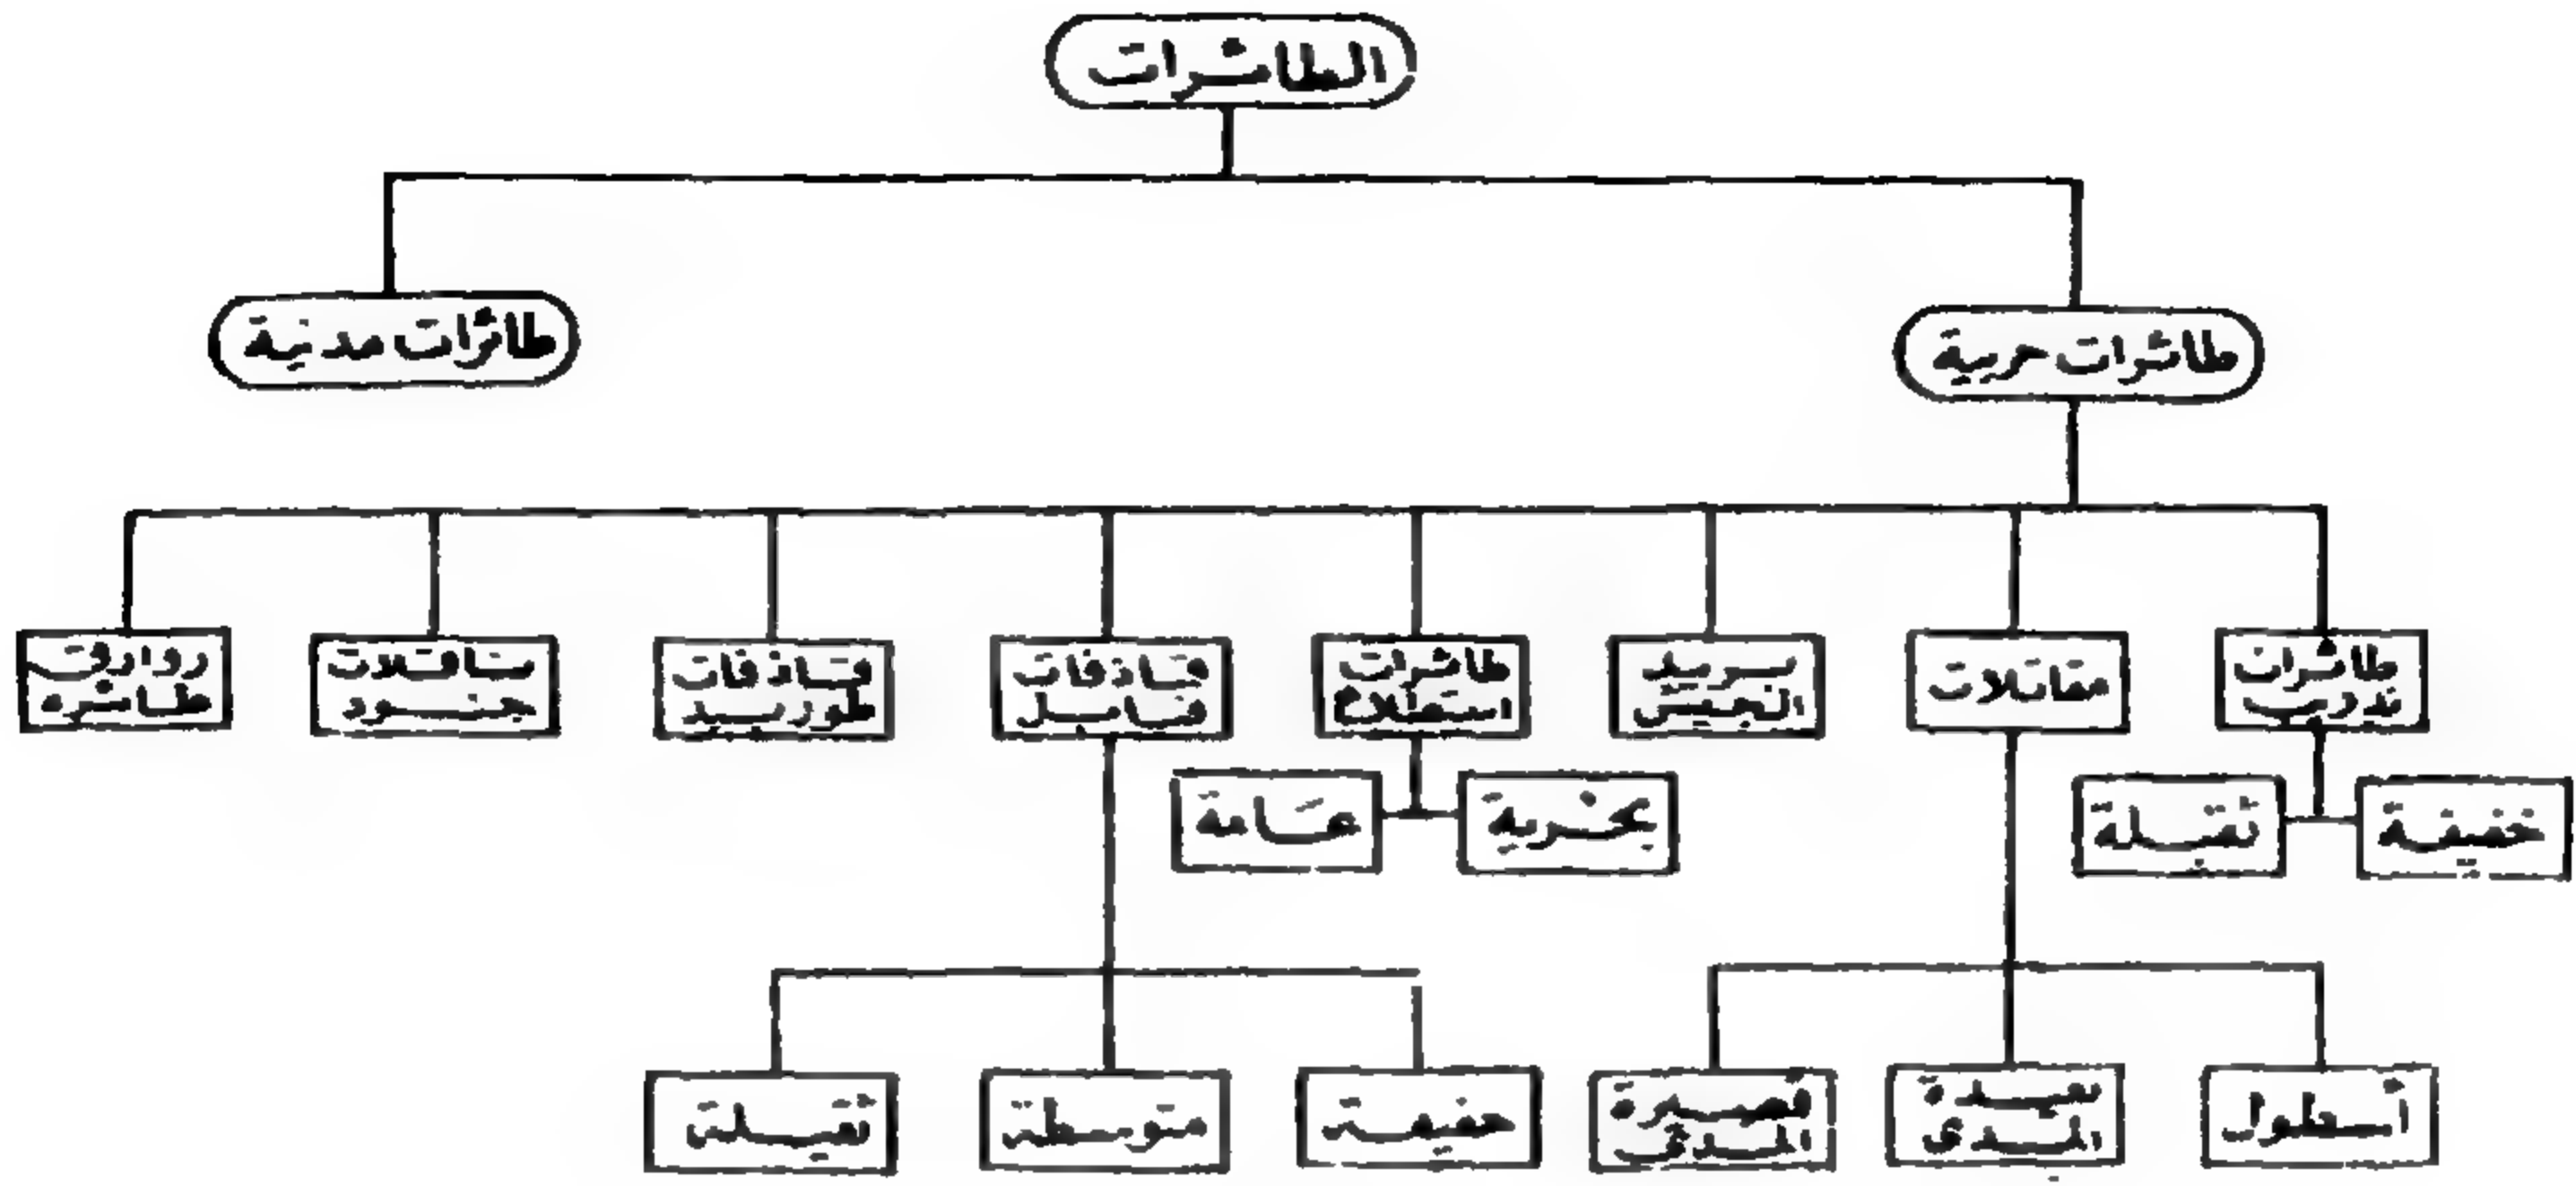 الطائرات
طائرات حربية
طائرات مدنية
طائرات
تدريب
مقاتلات
بريد
الجيش
طائرات
استطلاع
قاذفات
قنابل
قاذفات
طوربيد
ناقلات
جنود
زوارق
طائره
خفيفة
ثقيلة
بحرية
عامة
أسطول
بعيدة
المدى
قصيرة
المدى
خفيفة
متوسطة
ثقيلة